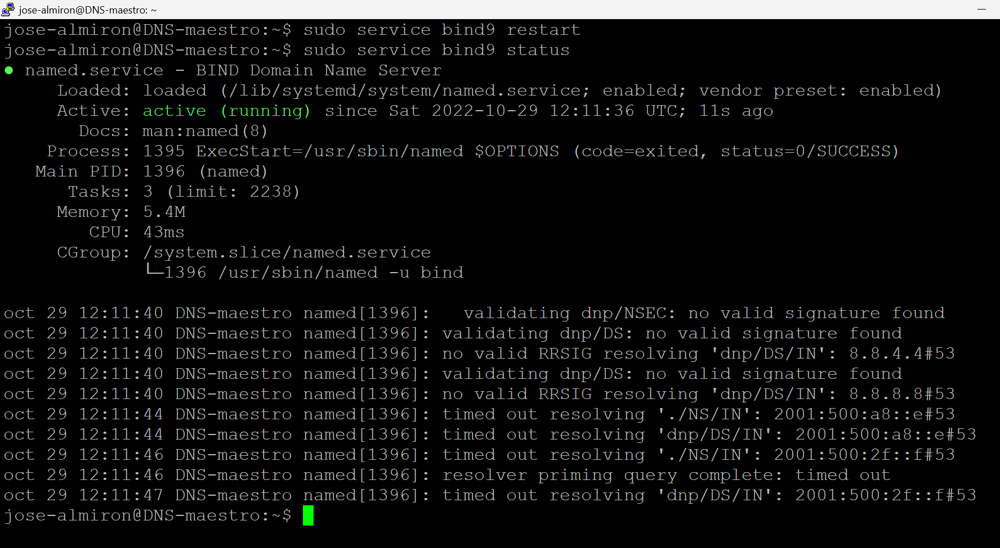 jose-almiron@DNS-maestro: ~
jose-almiron@DNS-maestro:~$ sudo service bind9 restart
jose-almiron@DNS-maestro:~$ sudo service bind9 status
● named.service - BIND Domain Name Server
Loaded: loaded (/lib/systemd/system/named.service; enabled; vendor preset: enabled)
Active: active (running) since Sat 2022-10-29 12:11:36 UTC; 11s ago
Docs: man:named(8)
Process: 1395 ExecStart=/usr/sbin/named $OPTIONS (code=exited, status=0/SUCCESS)
Main PID: 1396 (named)
Tasks: 3 (limit: 2238)
Memory: 5.4M
CPU: 43ms
CGroup: /system.slice/named.service
└─1396 /usr/sbin/named -u bind
oct 29 12:11:40 DNS-maestro named[1396]:   validating dnp/NSEC: no valid signature found
oct 29 12:11:40 DNS-maestro named[1396]: validating dnp/DS: no valid signature found
oct 29 12:11:40 DNS-maestro named[1396]: no valid RRSIG resolving 'dnp/DS/IN': 8.8.4.4#53
oct 29 12:11:40 DNS-maestro named[1396]: validating dnp/DS: no valid signature found
oct 29 12:11:40 DNS-maestro named[1396]: no valid RRSIG resolving 'dnp/DS/IN': 8.8.8.8#53
oct 29 12:11:44 DNS-maestro named[1396]: timed out resolving './NS/IN': 2001:500:a8::e#53
oct 29 12:11:44 DNS-maestro named[1396]: timed out resolving 'dnp/DS/IN': 2001:500:a8::e#53
oct 29 12:11:46 DNS-maestro named[1396]: timed out resolving './NS/IN': 2001:500:2f::f#53
oct 29 12:11:46 DNS-maestro named[1396]: resolver priming query complete: timed out
oct 29 12:11:47 DNS-maestro named[1396]: timed out resolving 'dnp/DS/IN': 2001:500:2f::f#53
jose-almiron@DNS-maestro:~$